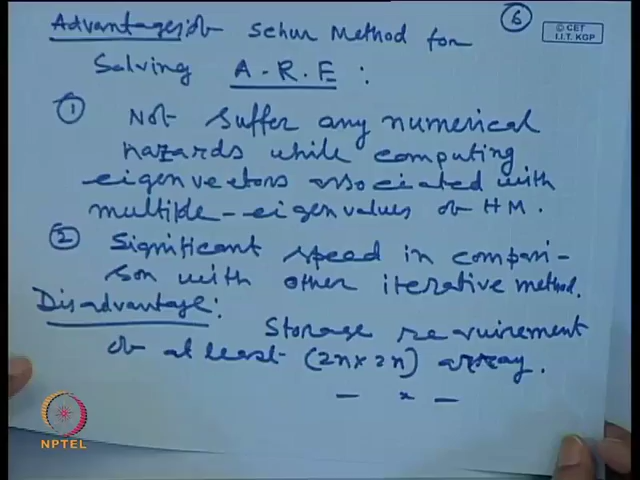 6
© CET
I.I.T. KGP
Advantages of Schur Method for
Solving A.R.E :
① Not suffer any numerical
hazards while computing
eigenvectors associated with
multiple-eigenvalues of HM.
② Significant speed in compari-
son with other iterative method.
Disadvantage: Storage requirement
of at least (2n×2n) array.
— × —
NPTEL